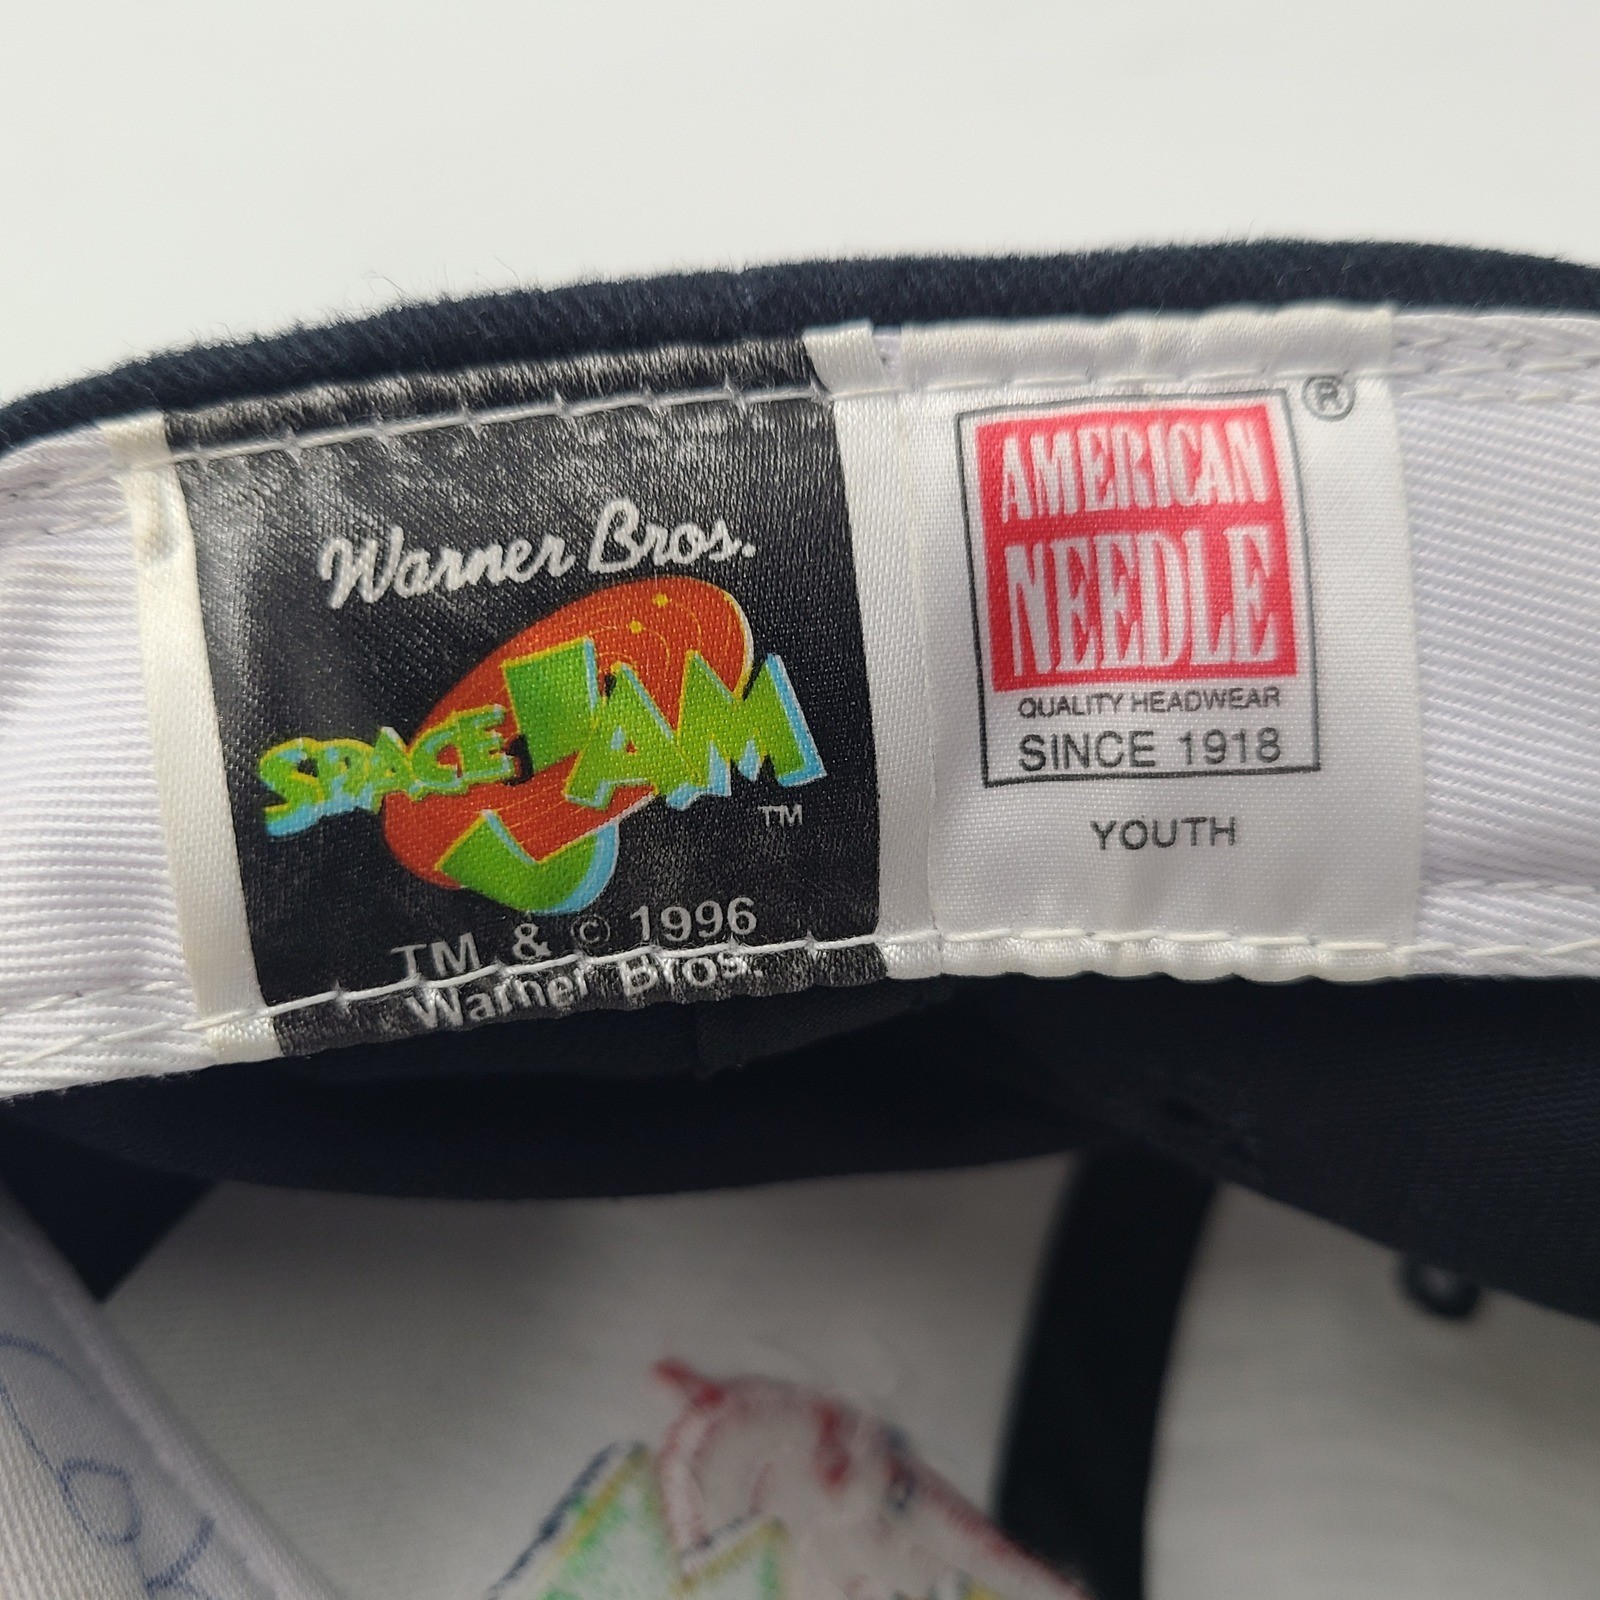 Warner Bros.
SPACE JAM
TM
TM & © 1996
Warner Bros.
AMERICAN ®
NEEDLE
QUALITY HEADWEAR
SINCE 1918
YOUTH